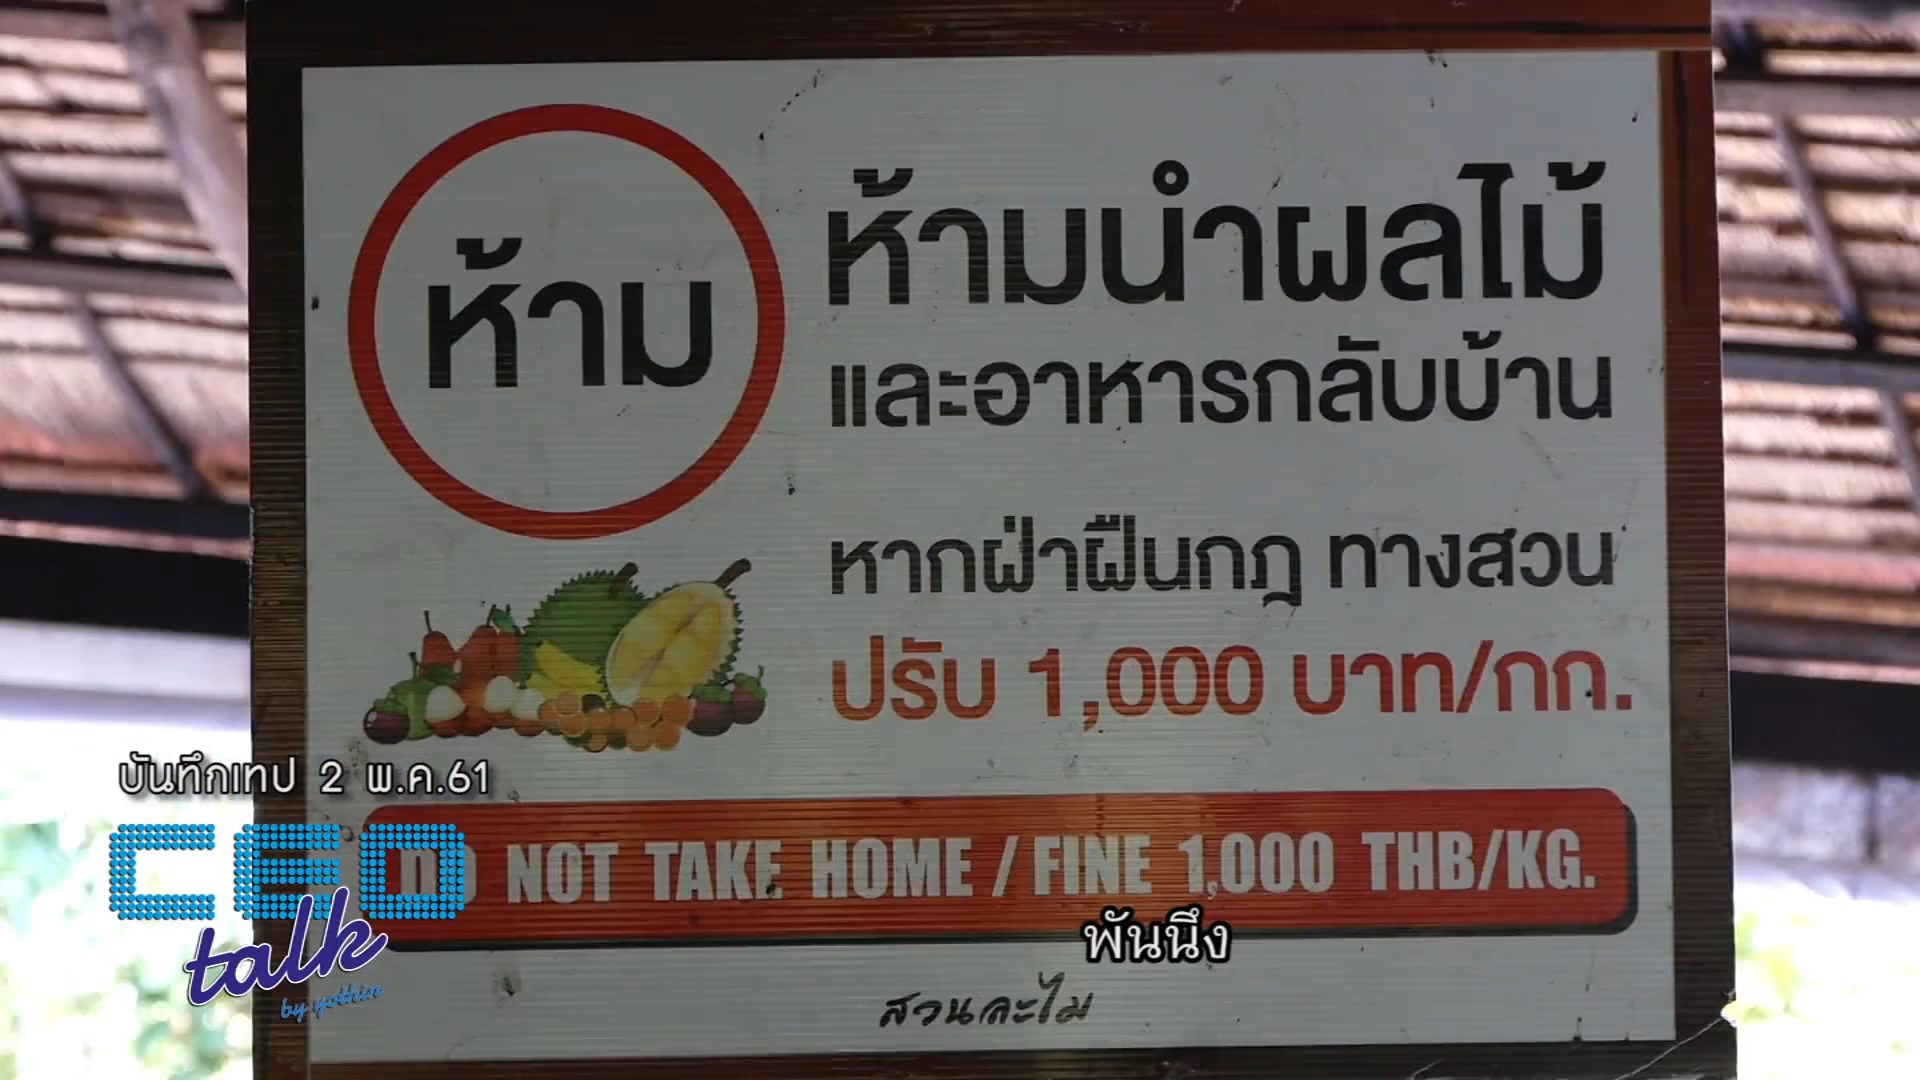 ห้าม
ห้ามนำผลไม้
และอาหารกลับบ้าน
หากฝ่าฝืนกฎ ทางสวน
ปรับ 1,000 บาท/กก.
บันทึกเทป 2 พ.ค.61
DO NOT TAKE HOME / FINE 1,000 THB/KG.
CEO
talk
by yothin
พันนึง
สวนละไม